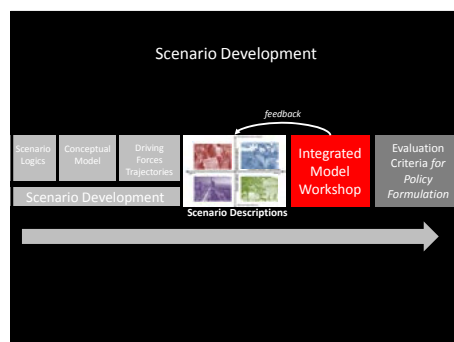 Scenario Development
feedback
Scenario
Logics
Conceptual
Model
Driving
Forces
Trajectories
Scenario Development
Scenario Descriptions
Integrated
Model
Workshop
Evaluation
Criteria for
Policy
Formulation